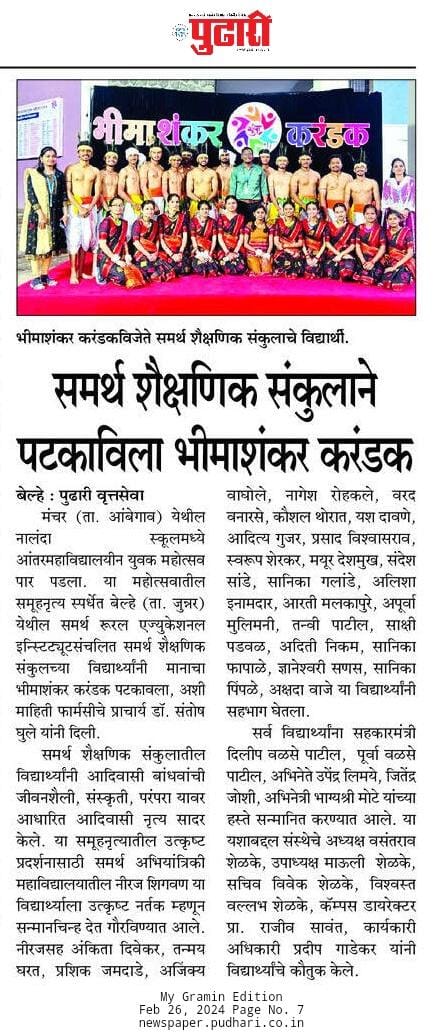 पुढारी
भीमाशंकर करंडक
भीमाशंकर करंडकविजेते समर्थ शैक्षणिक संकुलाचे विद्यार्थी.
समर्थ शैक्षणिक संकुलाने
पटकाविला भीमाशंकर करंडक
बेल्हे : पुढारी वृत्तसेवा
मंचर (ता. आंबेगाव) येथील
नालंदा स्कूलमध्ये
आंतरमहाविद्यालयीन युवक महोत्सव
पार पडला. या महोत्सवातील
समूहनृत्य स्पर्धेत बेल्हे (ता. जुन्नर)
येथील समर्थ रूरल एज्युकेशनल
इन्स्टिट्यूटसंचलित समर्थ शैक्षणिक
संकुलच्या विद्यार्थ्यांनी मानाचा
भीमाशंकर करंडक पटकावला, अशी
माहिती फार्मसीचे प्राचार्य डॉ. संतोष
घुले यांनी दिली.
समर्थ शैक्षणिक संकुलातील
विद्यार्थ्यांनी आदिवासी बांधवांची
जीवनशैली, संस्कृती, परंपरा यावर
आधारित आदिवासी नृत्य सादर
केले. या समूहनृत्यातील उत्कृष्ट
प्रदर्शनासाठी समर्थ अभियांत्रिकी
महाविद्यालयातील नीरज शिगवण या
विद्यार्थ्याला उत्कृष्ट नर्तक म्हणून
सन्मानचिन्ह देत गौरविण्यात आले.
नीरजसह अंकिता दिवेकर, तन्मय
घरत, प्रशिक जमदाडे, अजिंक्य
वाघोले, नागेश रोहकले, वरद
वनारसे, कौशल थोरात, यश दावणे,
आदित्य गुजर, प्रसाद विश्वासराव,
स्वरूप शेरकर, मयूर देशमुख, संदेश
सांडे, सानिका गलांडे, अलिशा
इनामदार, आरती मलकापुरे, अपूर्वा
मुलिमनी, तन्वी पाटील, साक्षी
पडवळ, अदिती निकम, सानिका
फापाळे, ज्ञानेश्वरी सणस, सानिका
पिंपळे, अक्षदा वाजे या विद्यार्थ्यांनी
सहभाग घेतला.
सर्व विद्यार्थ्यांना सहकारमंत्री
दिलीप वळसे पाटील, पूर्वा वळसे
पाटील, अभिनेते उपेंद्र लिमये, जितेंद्र
जोशी, अभिनेत्री भाग्यश्री मोटे यांच्या
हस्ते सन्मानित करण्यात आले. या
यशाबद्दल संस्थेचे अध्यक्ष वसंतराव
शेळके, उपाध्यक्ष माऊली शेळके,
सचिव विवेक शेळके, विश्वस्त
वल्लभ शेळके, कॅम्पस डायरेक्टर
प्रा. राजीव सावंत, कार्यकारी
अधिकारी प्रदीप गाडेकर यांनी
विद्यार्थ्यांचे कौतुक केले.
My Gramin Edition
Feb 26, 2024 Page No. 7
newspaper.pudhari.co.in